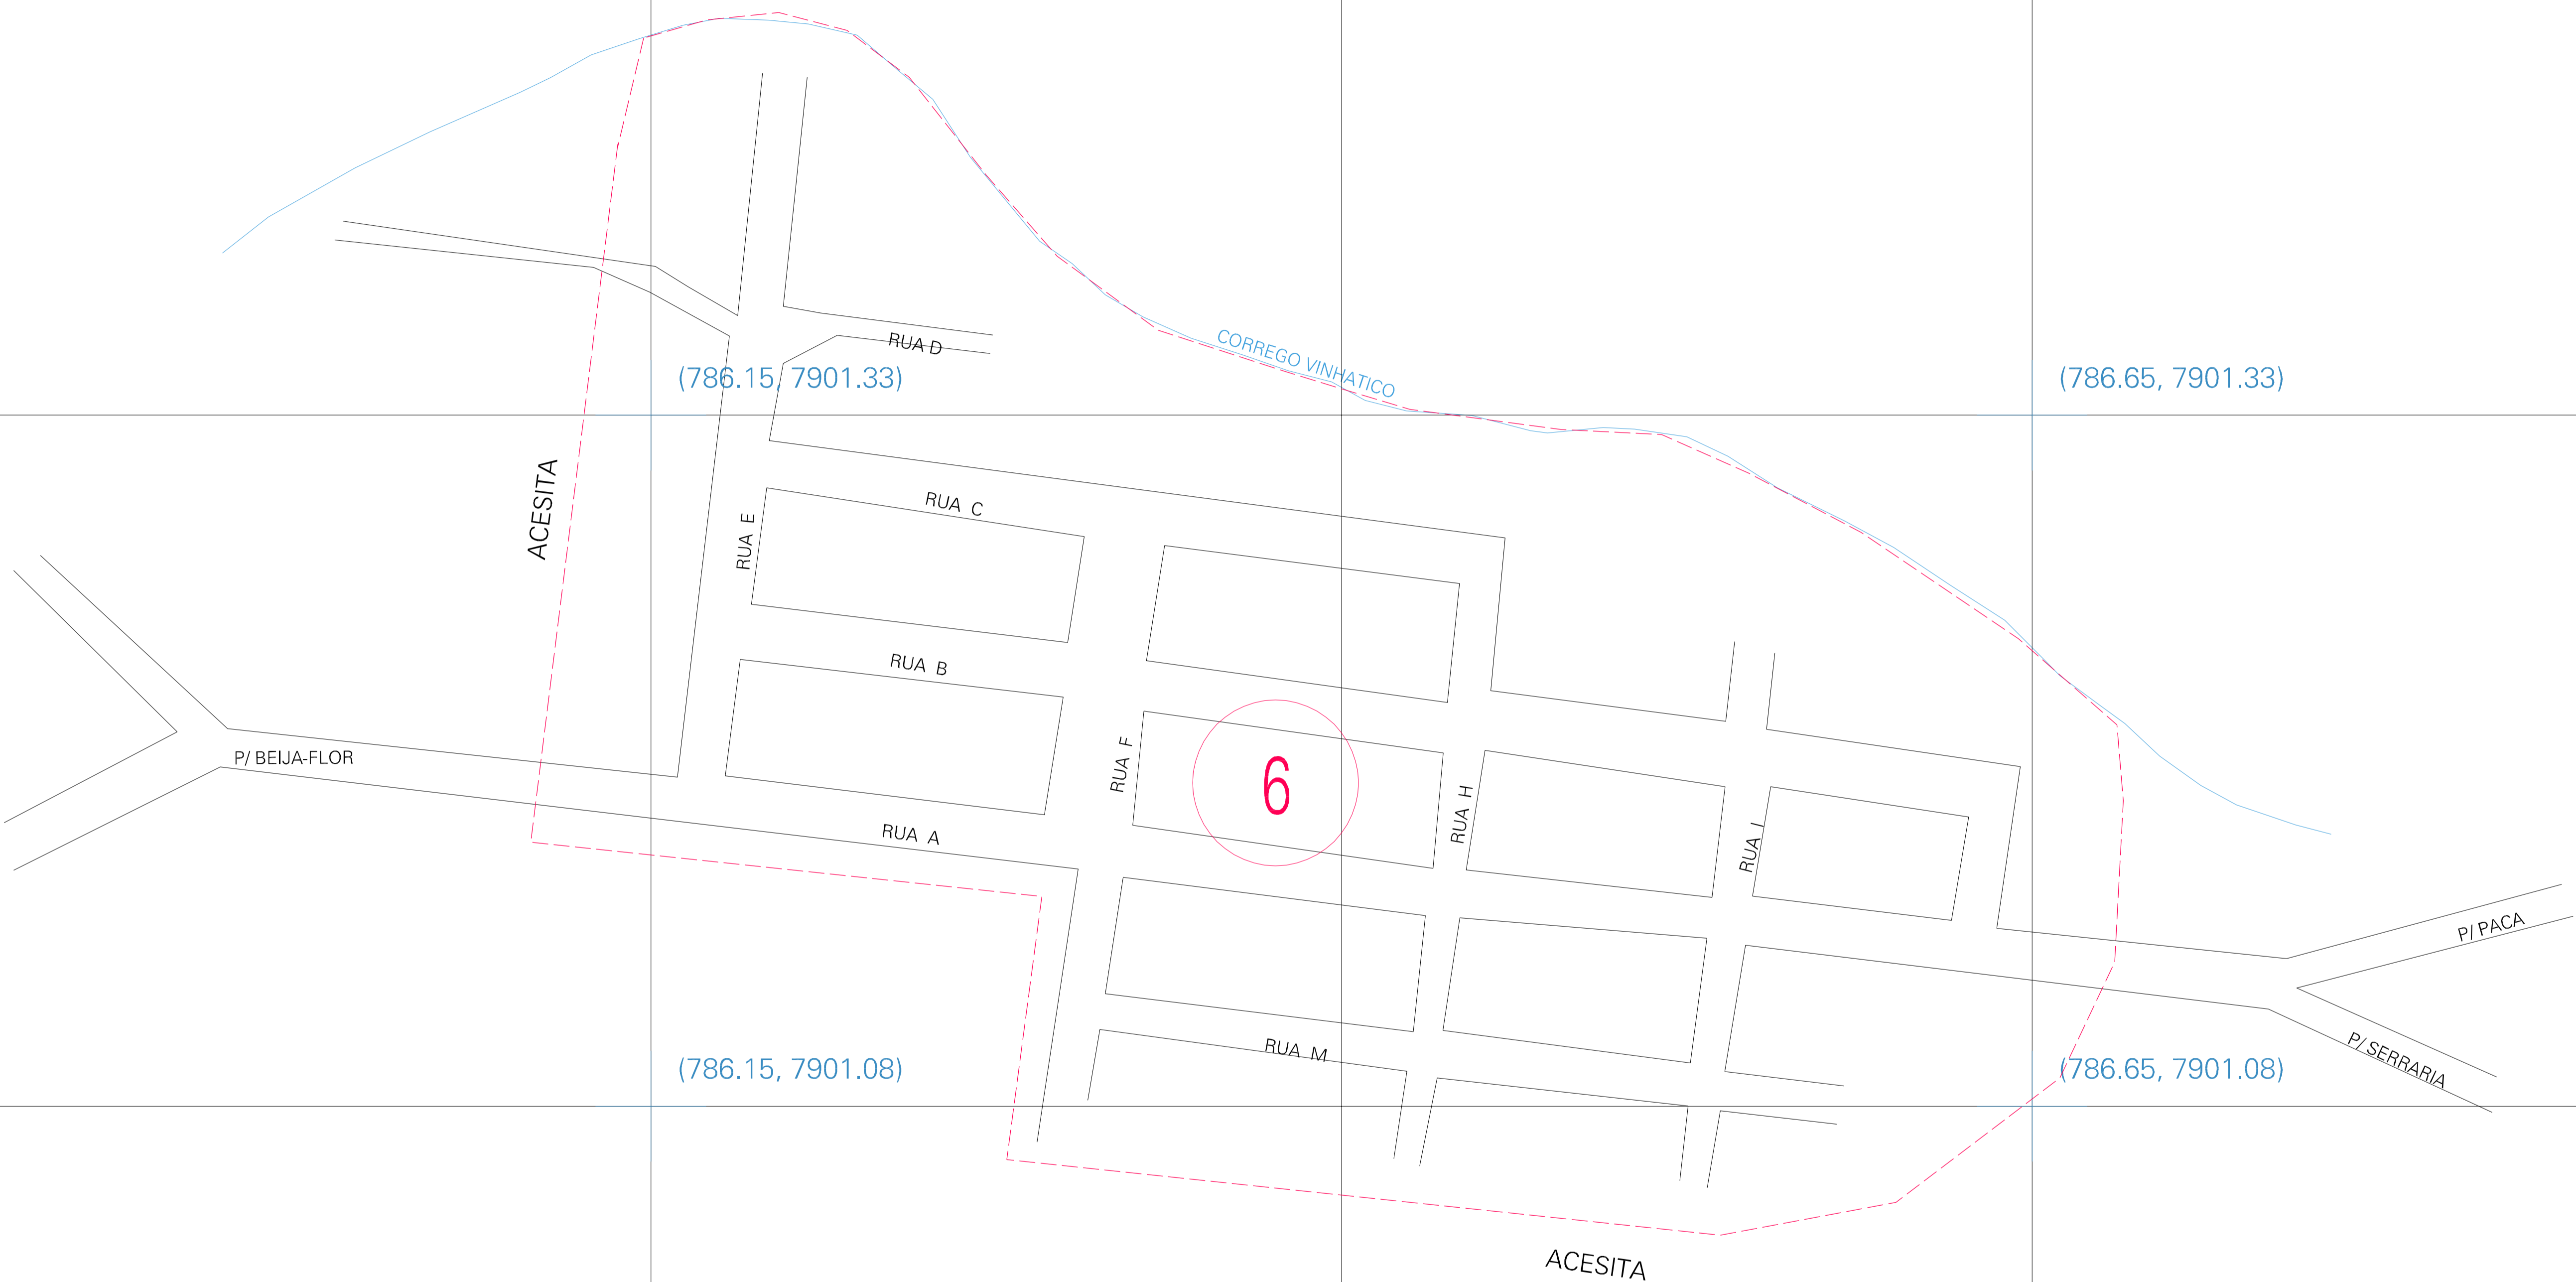 CORREGO VINHATICO
RUA D
(786.15, 7901.33)
(786.65, 7901.33)
ACESITA
RUA C
RUA E
RUA B
P/ BEIJA-FLOR
RUA F
6
RUA H
RUA A
RUA I
P/ PACA
RUA M
P/ SERRARIA
(786.15, 7901.08)
(786.65, 7901.08)
ACESITA